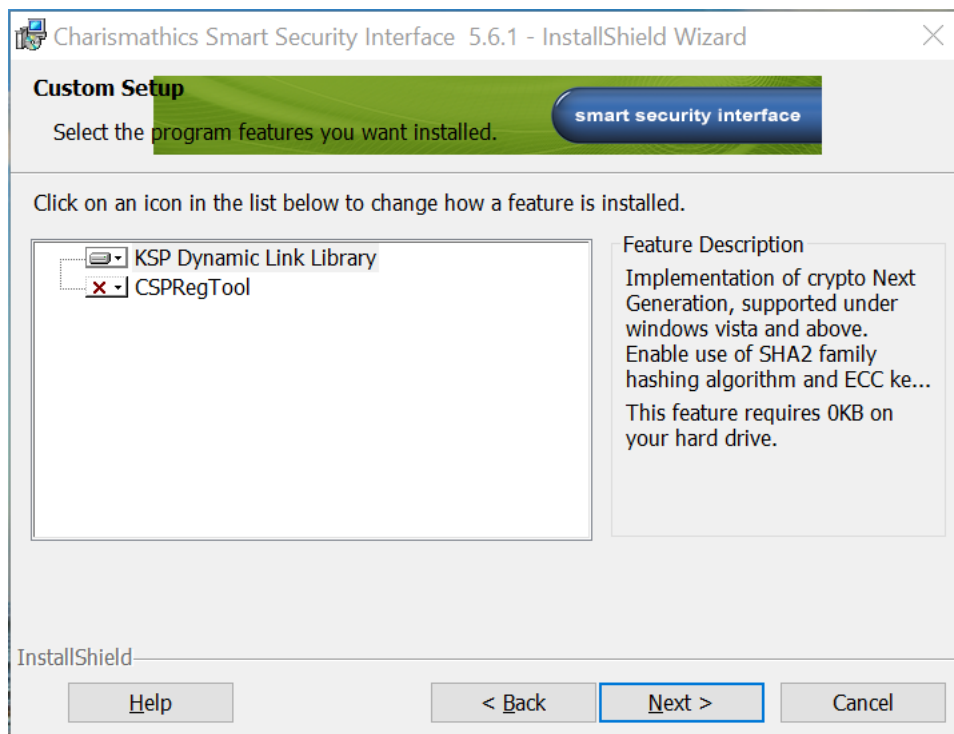 Charismathics Smart Security Interface  5.6.1 - InstallShield Wizard
Custom Setup
Select the program features you want installed.
smart security interface
Click on an icon in the list below to change how a feature is installed.
KSP Dynamic Link Library
CSPRegTool
Feature Description
Implementation of crypto Next
Generation, supported under
windows vista and above.
Enable use of SHA2 family
hashing algorithm and ECC ke...
This feature requires 0KB on
your hard drive.
InstallShield
Help
< Back
Next >
Cancel